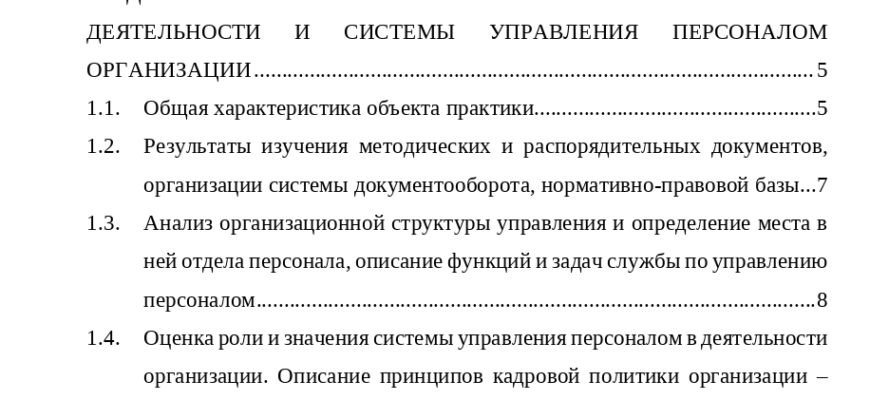 ДЕЯТЕЛЬНОСТИ И СИСТЕМЫ УПРАВЛЕНИЯ ПЕРСОНАЛОМ
ОРГАНИЗАЦИИ.......................................................................................................5
1.1. Общая характеристика объекта практики....................................................5
1.2. Результаты изучения методических и распорядительных документов,
организации системы документооборота, нормативно-правовой базы...7
1.3. Анализ организационной структуры управления и определение места в
ней отдела персонала, описание функций и задач службы по управлению
персоналом.......................................................................................................8
1.4. Оценка роли и значения системы управления персоналом в деятельности
организации. Описание принципов кадровой политики организации –